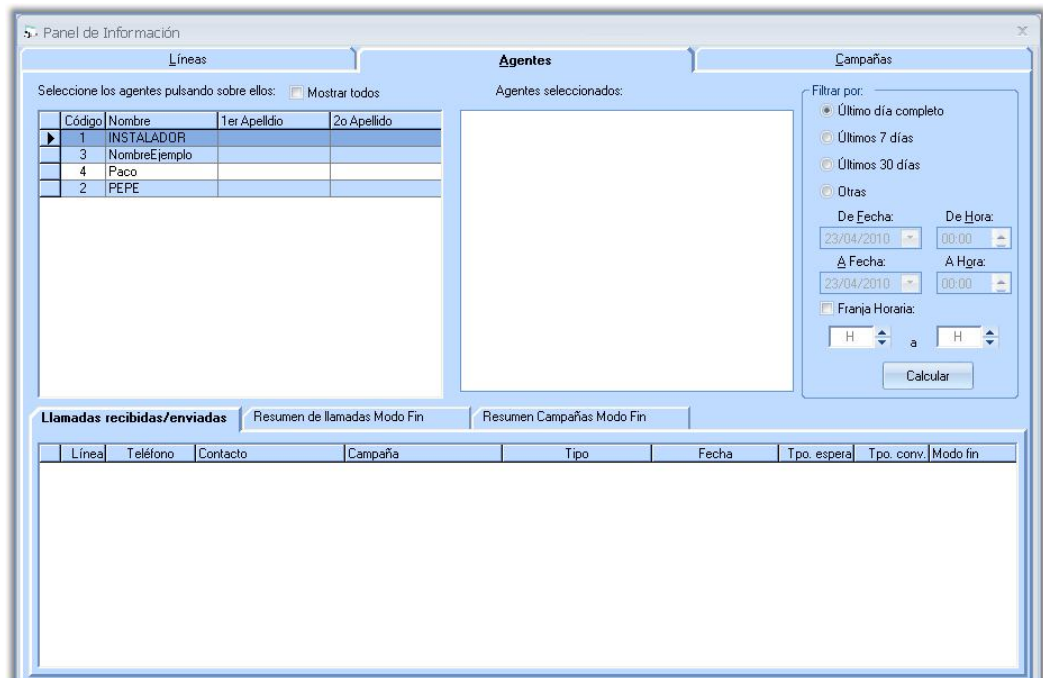 Panel de Información
Líneas Agentes Campañas
Seleccione los agentes pulsando sobre ellos: Mostrar todos
Agentes seleccionados:
Código Nombre 1er Apelldio 2o Apellido
1 INSTALADOR
3 NombreEjemplo
4 Paco
2 PEPE
Filtrar por:
Último día completo
Últimos 7 días
Últimos 30 días
Otras
De Fecha: De Hora:
23/04/2010 00:00
A Fecha: A Hora:
23/04/2010 00:00
Franja Horaria:
H a H
Calcular
Llamadas recibidas/enviadas Resumen de llamadas Modo Fin Resumen Campañas Modo Fin
Línea Teléfono Contacto Campaña Tipo Fecha Tpo. espera Tpo. conv. Modo fin